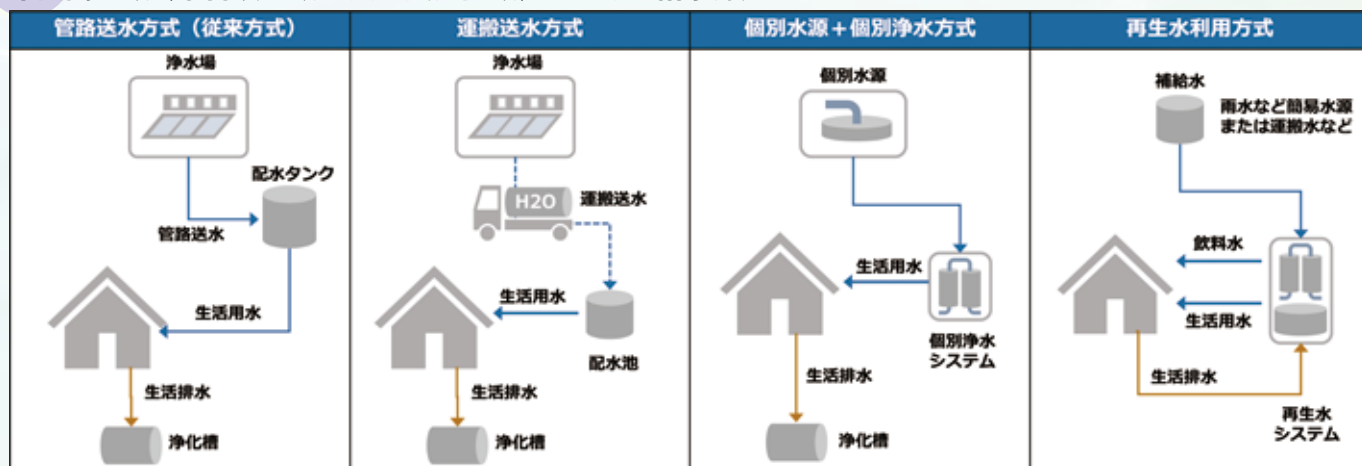 管路送水方式（従来方式）
浄水場
配水タンク
管路送水
生活用水
生活排水
浄化槽
運搬送水方式
浄水場
H2O
運搬送水
生活用水
配水池
生活排水
浄化槽
個別水源＋個別浄水方式
個別水源
生活用水
個別浄水
システム
生活排水
浄化槽
再生水利用方式
補給水
雨水など簡易水源
または運搬水など
飲料水
生活用水
生活排水
再生水
システム